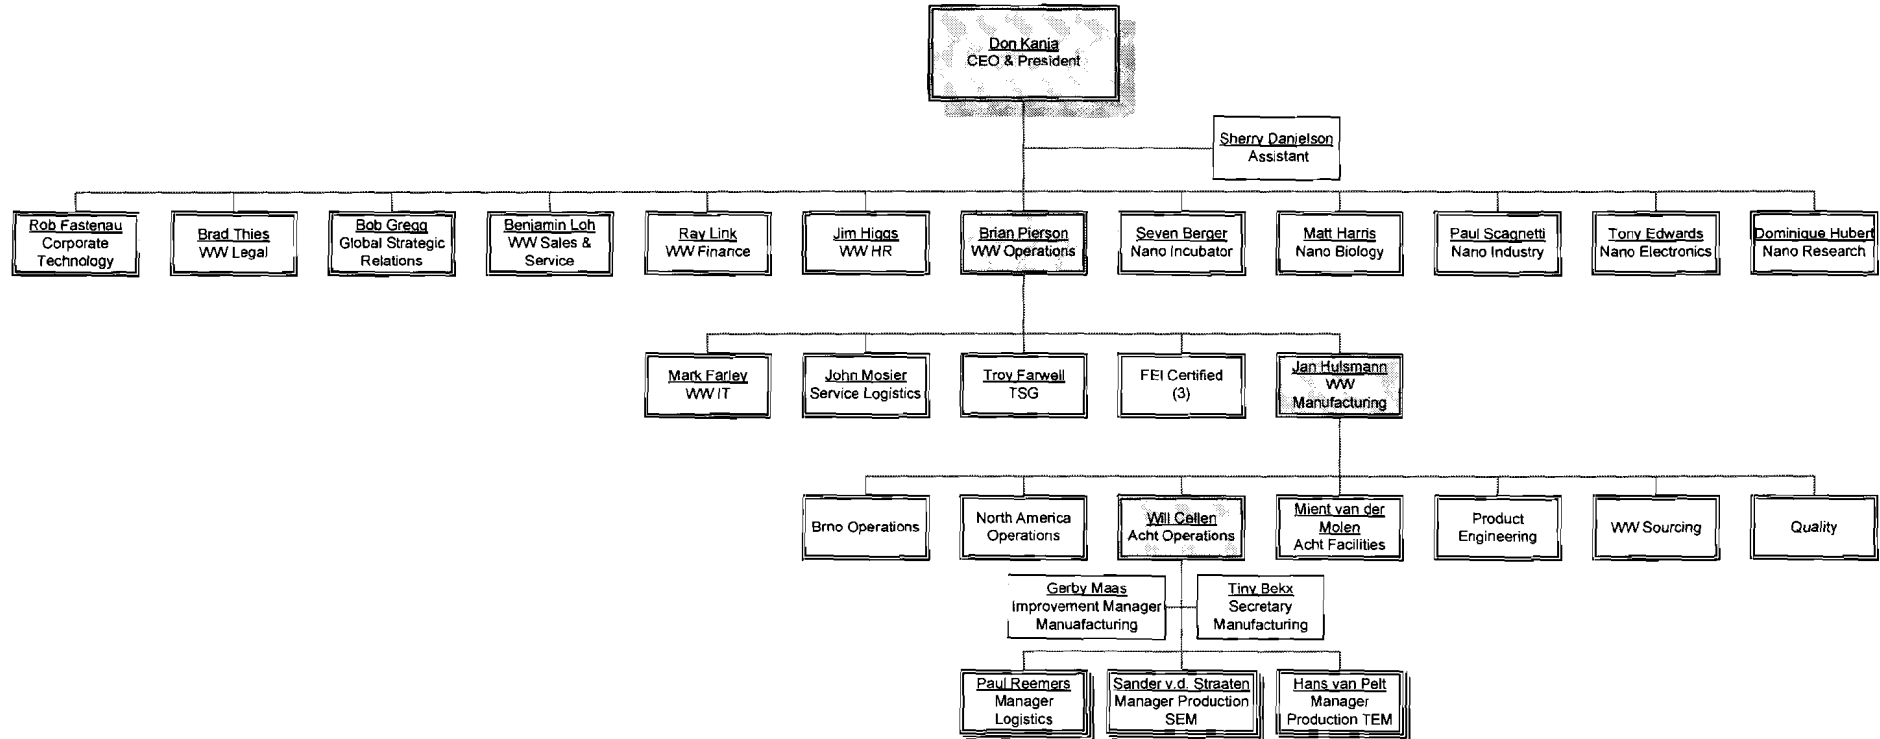 Don Kania
CEO & President
Sherry Danielson
Assistant
Rob Fastenau
Corporate
Technology
Brad Thies
WW Legal
Bob Gregg
Global Strategic
Relations
Benjamin Loh
WW Sales &
Service
Ray Link
WW Finance
Jim Higgs
WW HR
Brian Pierson
WW Operations
Seven Berger
Nano Incubator
Matt Harris
Nano Biology
Paul Scagnetti
Nano Industry
Tony Edwards
Nano Electronics
Dominique Hubert
Nano Research
Mark Farley
WW IT
John Mosier
Service Logistics
Troy Farwell
TSG
FEI Certified
(3)
Jan Hulsmann
WW
Manufacturing
Brno Operations
North America
Operations
Will Cellen
Acht Operations
Mient van der
Molen
Acht Facilities
Product
Engineering
WW Sourcing
Quality
Gerby Maas
Improvement Manager
Manuafacturing
Tiny Bekx
Secretary
Manufacturing
Paul Reemers
Manager
Logistics
Sander v.d. Straaten
Manager Production
SEM
Hans van Pelt
Manager
Production TEM